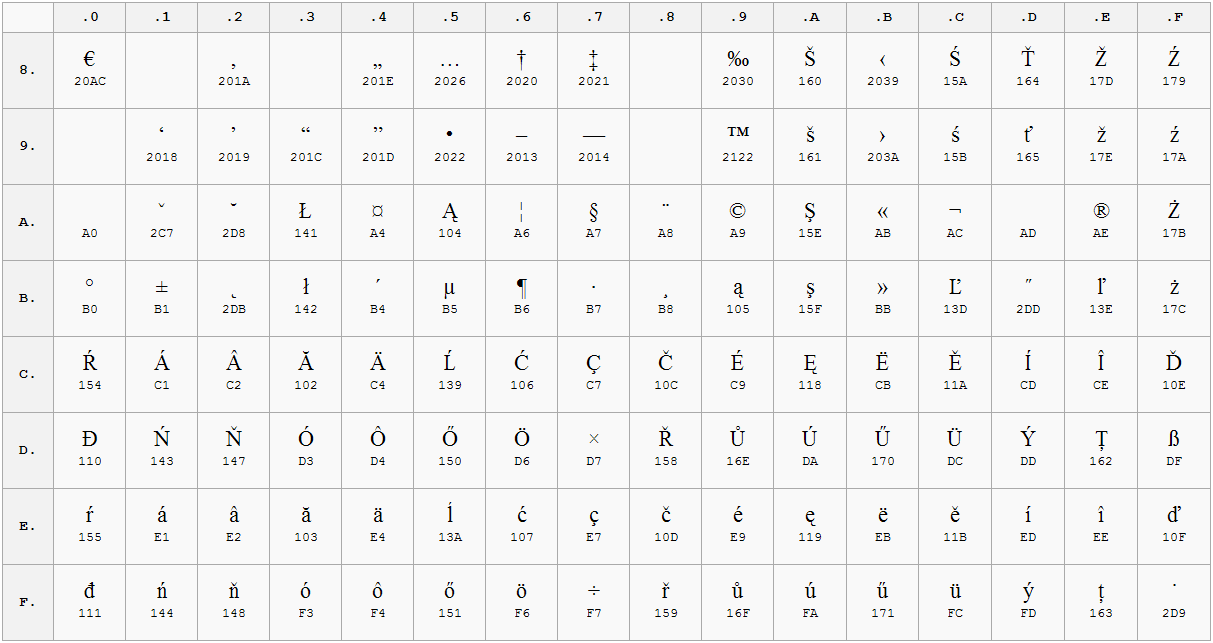 .0 .1 .2 .3 .4 .5 .6 .7 .8 .9 .A .B .C .D .E .F
8. € ‚ „ … † ‡ ‰ Š ‹ Ś Ť Ž Ź
20AC 201A 201E 2026 2020 2021 2030 160 2039 15A 164 17D 179
9. ‘ ’ “ ” • – — ™ š › ś ť ž ź
2018 2019 201C 201D 2022 2013 2014 2122 161 203A 15B 165 17E 17A
A. ˇ ˘ Ł ¤ Ą ¦ § ¨ © Ş « ¬ ® Ż
A0 2C7 2D8 141 A4 104 A6 A7 A8 A9 15E AB AC AD AE 17B
B. ° ± ˛ ł ´ µ ¶ · ¸ ą ş » Ľ ˝ ľ ż
B0 B1 2DB 142 B4 B5 B6 B7 B8 105 15F BB 13D 2DD 13E 17C
C. Ŕ Á Â Ă Ä Ĺ Ć Ç Č É Ę Ë Ě Í Î Ď
154 C1 C2 102 C4 139 106 C7 10C C9 118 CB 11A CD CE 10E
D. Đ Ń Ň Ó Ô Ő Ö × Ř Ů Ú Ű Ü Ý Ţ ß
110 143 147 D3 D4 150 D6 D7 158 16E DA 170 DC DD 162 DF
E. ŕ á â ă ä ĺ ć ç č é ę ë ě í î ď
155 E1 E2 103 E4 13A 107 E7 10D E9 119 EB 11B ED EE 10F
F. đ ń ň ó ô ő ö ÷ ř ů ú ű ü ý ţ ˙
111 144 148 F3 F4 151 F6 F7 159 16F FA 171 FC FD 163 2D9